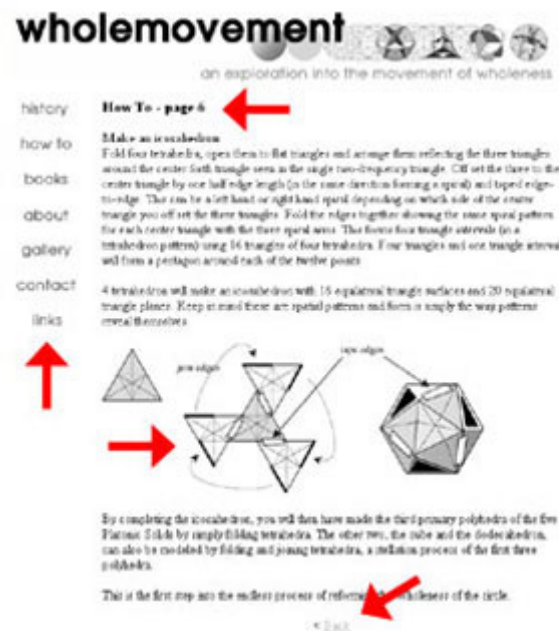 wholemovement
an exploration into the movement of wholeness
history
how to
books
about
gallery
contact
links
How To - page 6
Make an icosahedron
Fold four tetrahedra, open them to flat triangles and arrange them reflecting the three triangles
around the center forth triangle seen in the single two-frequency triangle. Off set the three to the
center triangle by one half edge length (in the same direction forming a spiral) and taped edge-
to-edge. This can be a left hand or right hand spiral depending on which side of the center
triangle you off set the three triangles. Fold the edges together showing the same spiral pattern
for each center triangle with the three spiral arms. This forms four triangle intervals (in a
tetrahedron pattern) using 16 triangles of four tetrahedra. Four triangles and one triangle interval
will form a pentagon around each of the twelve points.
4 tetrahedron will make an icosahedron with 16 equilateral triangle surfaces and 20 equilateral
triangle planes. Keep in mind these are spatial patterns and form is simply the way patterns
reveal themselves.
join edges
tape edges
By completing the icosahedron, you will then have made the third primary polyhedra of the five
Platonic Solids by simply folding tetrahedra. The other two, the cube and the dodecahedron,
can also be modeled by folding and joining tetrahedra, a stellation process of the first three
polyhedra.
This is the first step into the endless process of reforming the wholeness of the circle.
< Back